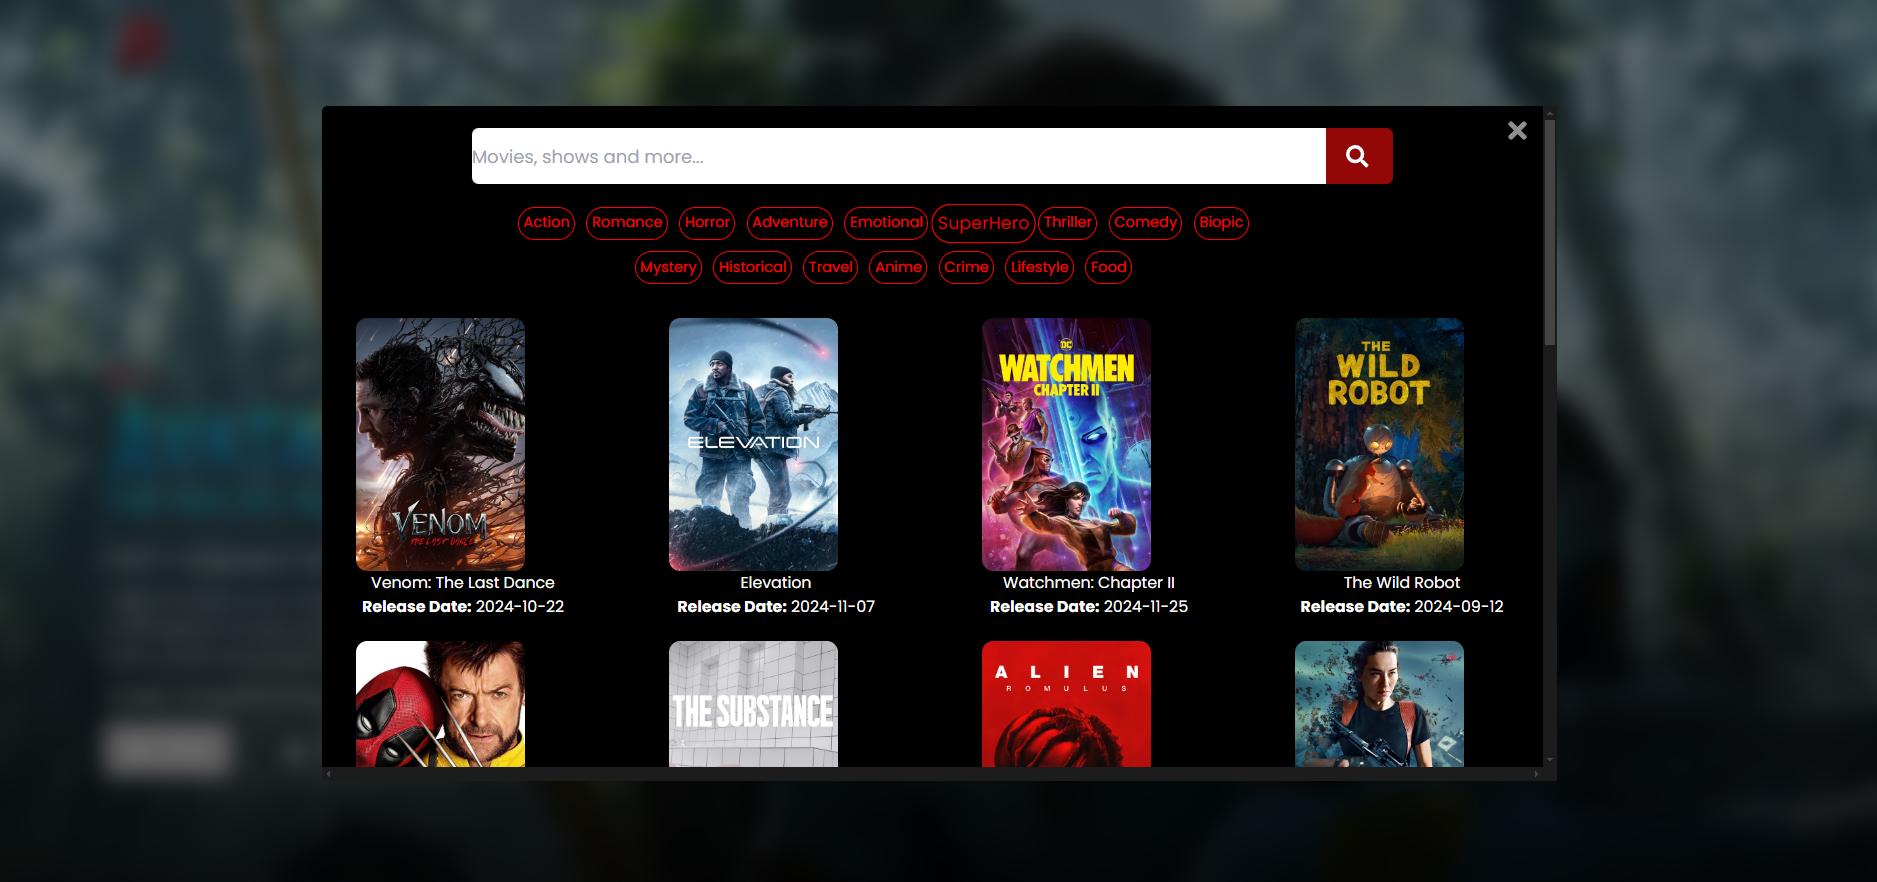 Movies, shows and more...
Action Romance Horror Adventure Emotional SuperHero Thriller Comedy Biopic
Mystery Historical Travel Anime Crime Lifestyle Food
VENOM
THE LAST DANCE
ELEVATION
DC
WATCHMEN
CHAPTER II
THE
WILD
ROBOT
Venom: The Last Dance Elevation Watchmen: Chapter II The Wild Robot
Release Date: 2024-10-22 Release Date: 2024-11-07 Release Date: 2024-11-25 Release Date: 2024-09-12
THE SUBSTANCE
ALIEN
ROMULUS